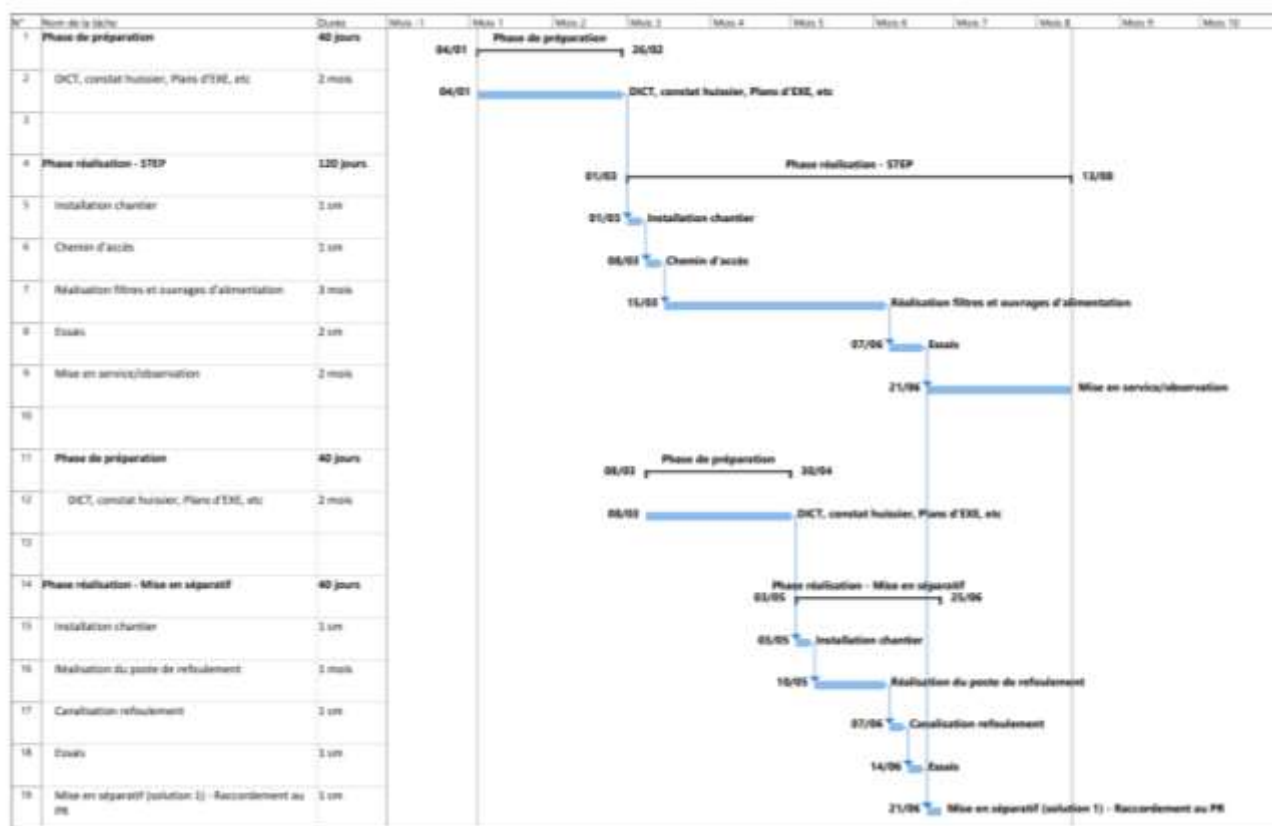 N° Nom de la tâche Durée Mois -1 Mois 1 Mois 2 Mois 3 Mois 4 Mois 5 Mois 6 Mois 7 Mois 8 Mois 9 Mois 10
1 Phase de préparation 40 jours 04/01 Phase de préparation 26/02
2 DICT, constat huissier, Plans d'EXE, etc 2 mois 04/01 DICT, constat huissier, Plans d'EXE, etc
3
4 Phase réalisation - STEP 120 jours 01/03 Phase réalisation - STEP 13/08
5 Installation chantier 1 sm 01/03 Installation chantier
6 Chemin d'accès 1 sm 08/03 Chemin d'accès
7 Réalisation filtres et ouvrages d'alimentation 3 mois 15/03 Réalisation filtres et ouvrages d'alimentation
8 Essais 2 sm 07/06 Essais
9 Mise en service/observation 2 mois 21/06 Mise en service/observation
10
11 Phase de préparation 40 jours 08/03 Phase de préparation 30/04
12 DICT, constat huissier, Plans d'EXE, etc 2 mois 08/03 DICT, constat huissier, Plans d'EXE, etc
13
14 Phase réalisation - Mise en séparatif 40 jours 03/05 Phase réalisation - Mise en séparatif 25/06
15 Installation chantier 1 sm 03/05 Installation chantier
16 Réalisation du poste de refoulement 1 mois 10/05 Réalisation du poste de refoulement
17 Canalisation refoulement 1 sm 07/06 Canalisation refoulement
18 Essais 1 sm 14/06 Essais
19 Mise en séparatif (solution 1) - Raccordement au 1 sm 21/06 Mise en séparatif (solution 1) - Raccordement au PR
PR